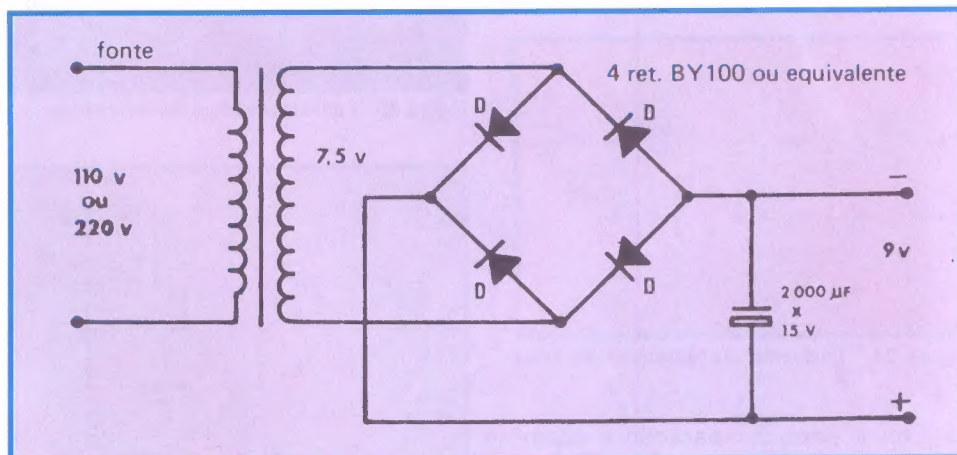 fonte
4 ret. BY100 ou equivalente
D
D
7,5 v
110 v
ou
220 v
−
9 v
D
D
2 000 µF
x
15 V
+